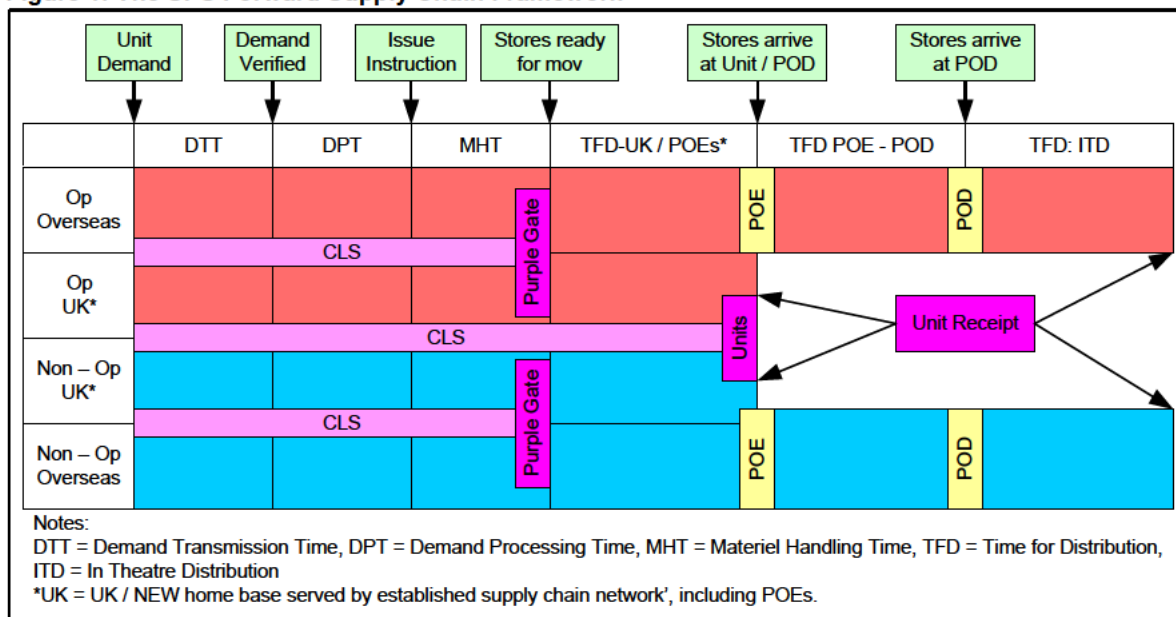 Unit
Demand
Demand
Verified
Issue
Instruction
Stores ready
for mov
Stores arrive
at Unit / POD
Stores arrive
at POD
DTT
DPT
MHT
TFD-UK / POEs*
TFD POE - POD
TFD: ITD
Op
Overseas
Purple Gate
POE
POD
CLS
Op
UK*
Units
Unit Receipt
CLS
Non – Op
UK*
Purple Gate
CLS
Non – Op
Overseas
POE
POD
Notes:
DTT = Demand Transmission Time, DPT = Demand Processing Time, MHT = Materiel Handling Time, TFD = Time for Distribution,
ITD = In Theatre Distribution
*UK = UK / NEW home base served by established supply chain network’, including POEs.